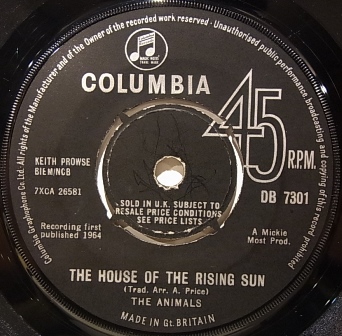 All rights of the Manufacturer and of the Owner of the recorded work reserved. Unauthorised public performance, broadcasting and copying of this record prohibited.
COLUMBIA
45 R.P.M.
KEITH PROWSE
BIEM/NCB
7XCA 26581
SOLD IN U.K. SUBJECT TO
RESALE PRICE CONDITIONS
SEE PRICE LISTS
DB 7301
Recording first
published 1964
A Mickie
Most Prod.
THE HOUSE OF THE RISING SUN
(Trad. Arr. A. Price)
THE ANIMALS
Columbia Graphophone Co. Ltd.
MADE IN Gt. BRITAIN